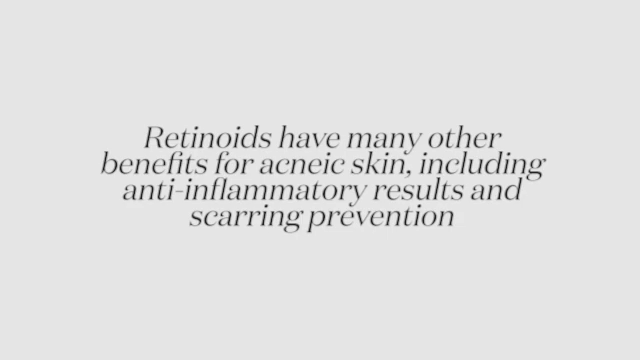 Retinoids have many other
benefits for acneic skin, including
anti-inflammatory results and
scarring prevention